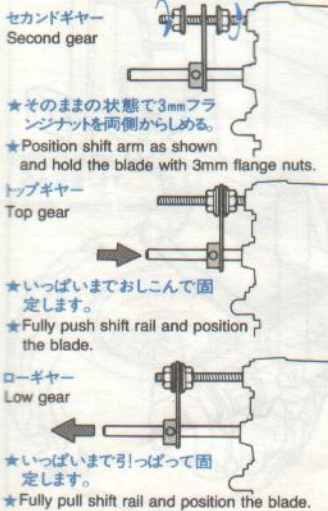 セカンドギヤー
Second gear
★そのままの状態で3mmフラ
ンジナットを両側からしめる。
★Position shift arm as shown
and hold the blade with 3mm flange nuts.
トップギヤー
Top gear
★いっぱいまでおしこんで固
定します。
★Fully push shift rail and position
the blade.
ローギヤー
Low gear
★いっぱいまで引っぱって固
定します。
★Fully pull shift rail and position the blade.